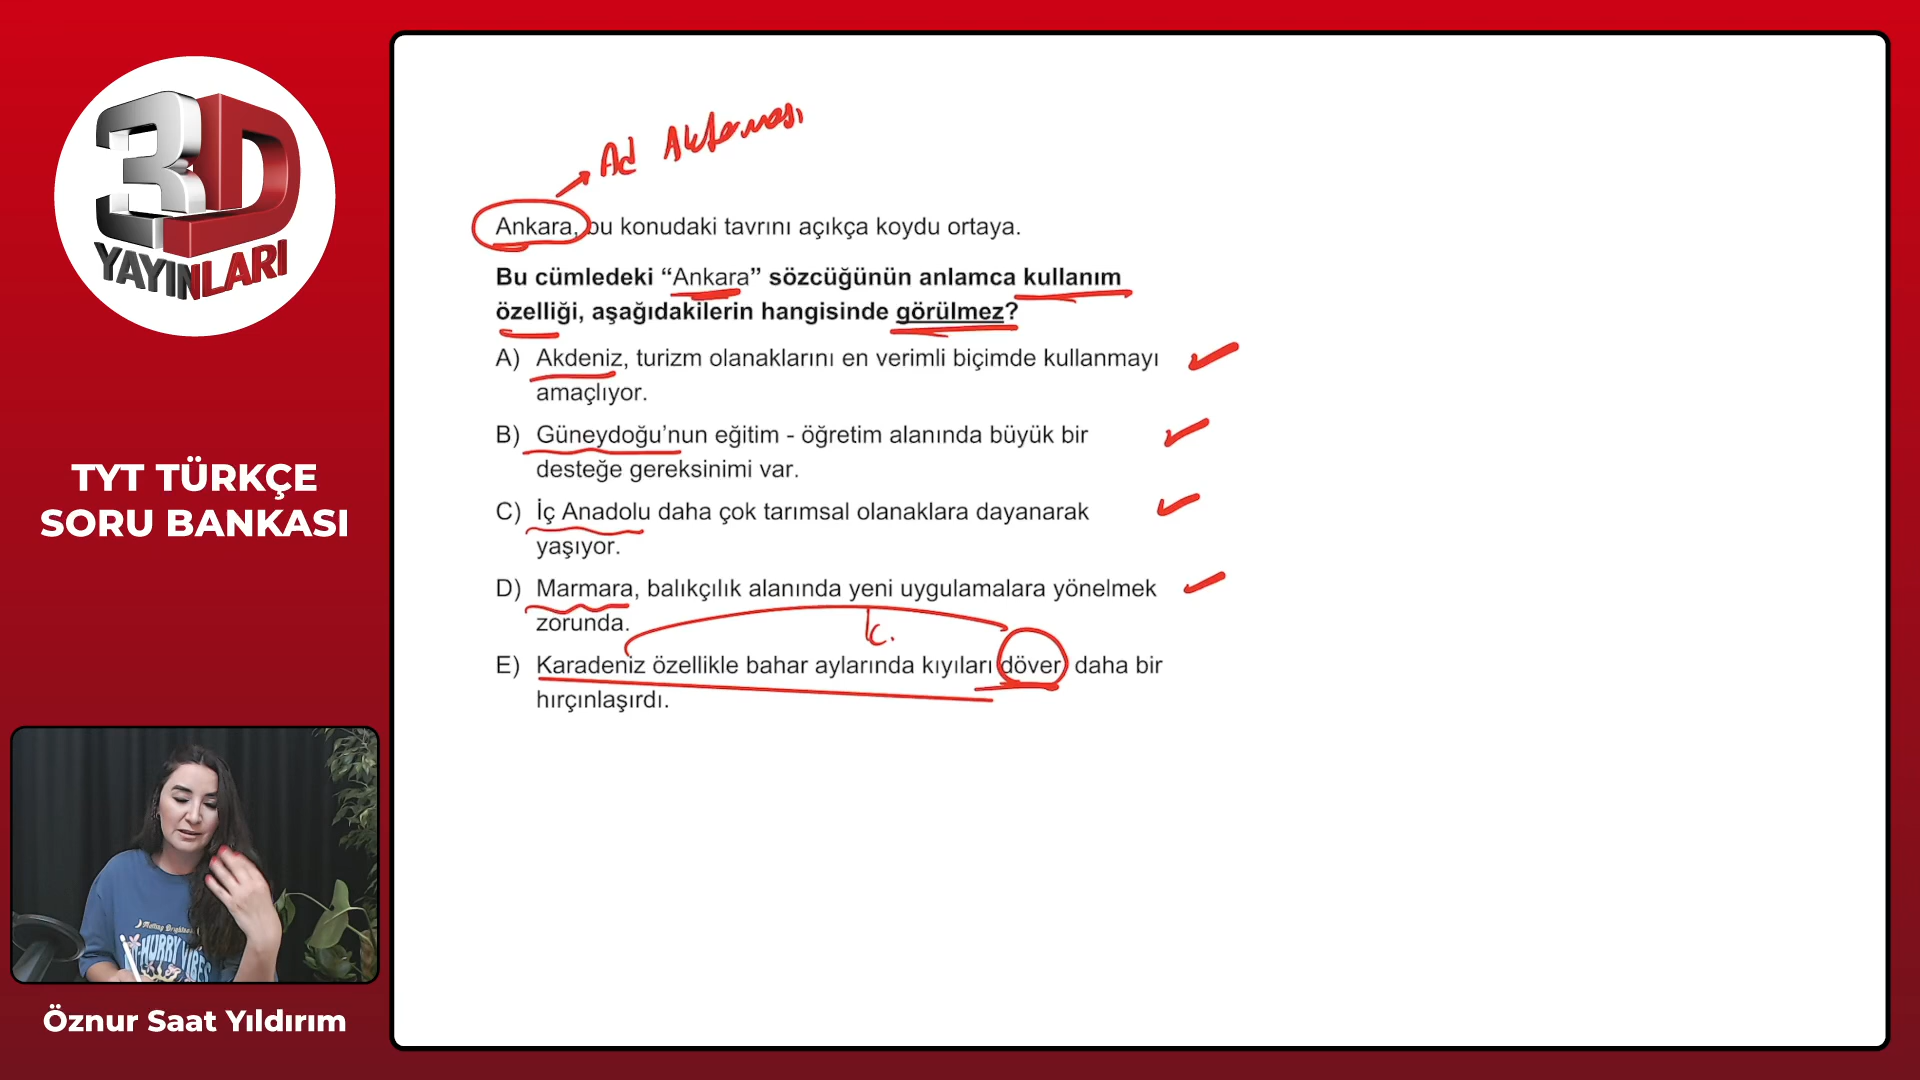 3D
YAYINLARI
TYT TÜRKÇE
SORU BANKASI
HURRY VIBES
Öznur Saat Yıldırım
Ad Aktarması
Ankara, bu konudaki tavrını açıkça koydu ortaya.
Bu cümledeki “Ankara” sözcüğünün anlamca kullanım
özelliği, aşağıdakilerin hangisinde görülmez?
A) Akdeniz, turizm olanaklarını en verimli biçimde kullanmayı
amaçlıyor.
B) Güneydoğu’nun eğitim - öğretim alanında büyük bir
desteğe gereksinimi var.
C) İç Anadolu daha çok tarımsal olanaklara dayanarak
yaşıyor.
D) Marmara, balıkçılık alanında yeni uygulamalara yönelmek
zorunda.
k.
E) Karadeniz özellikle bahar aylarında kıyıları döver, daha bir
hırçınlaşırdı.